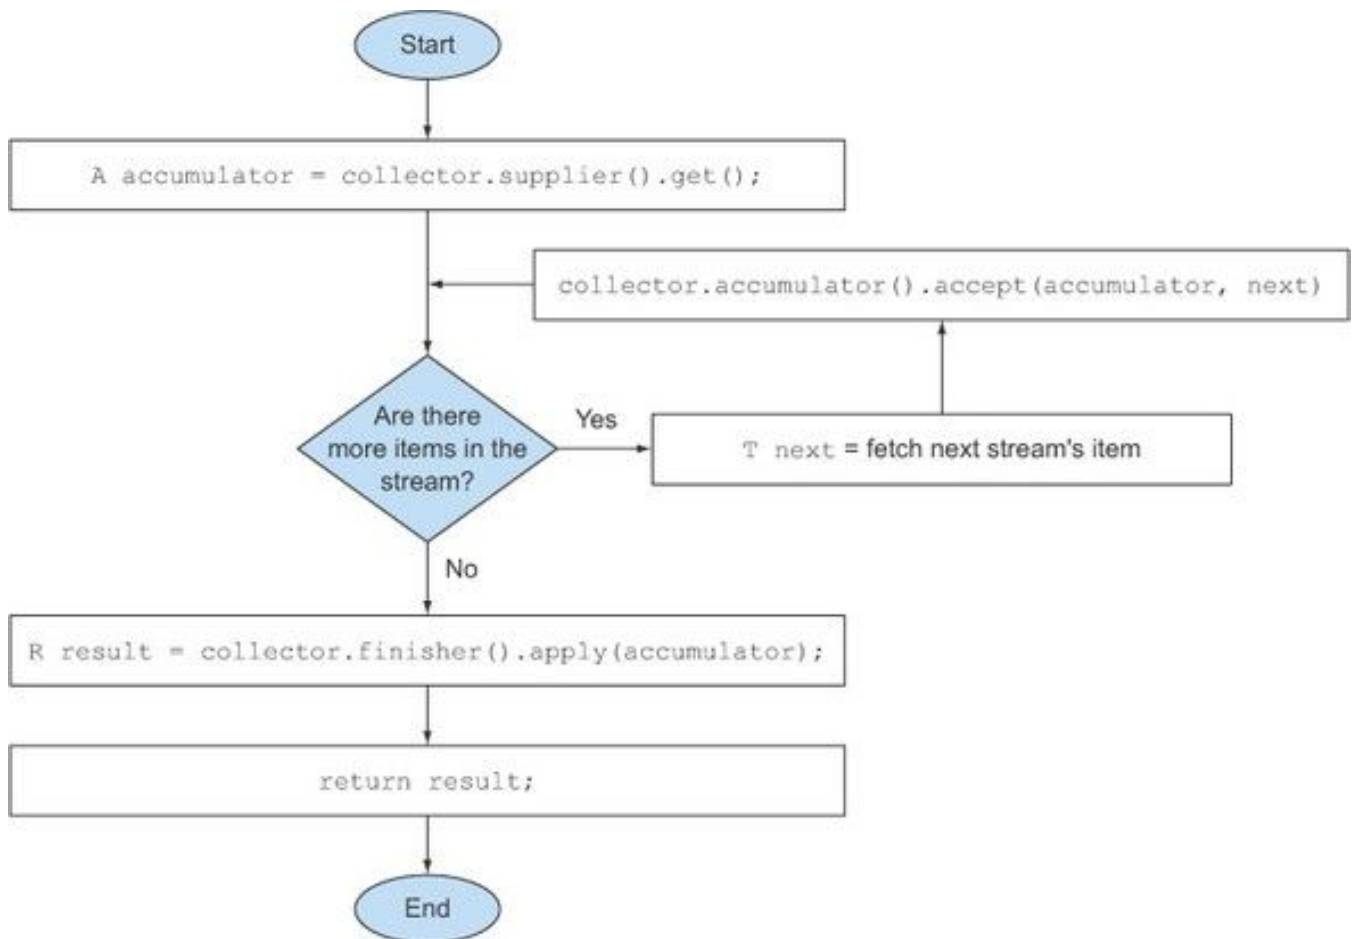 Start
A accumulator = collector.supplier().get();
collector.accumulator().accept(accumulator, next)
Are there
more items in the
stream?
Yes
T next = fetch next stream's item
No
R result = collector.finisher().apply(accumulator);
return result;
End